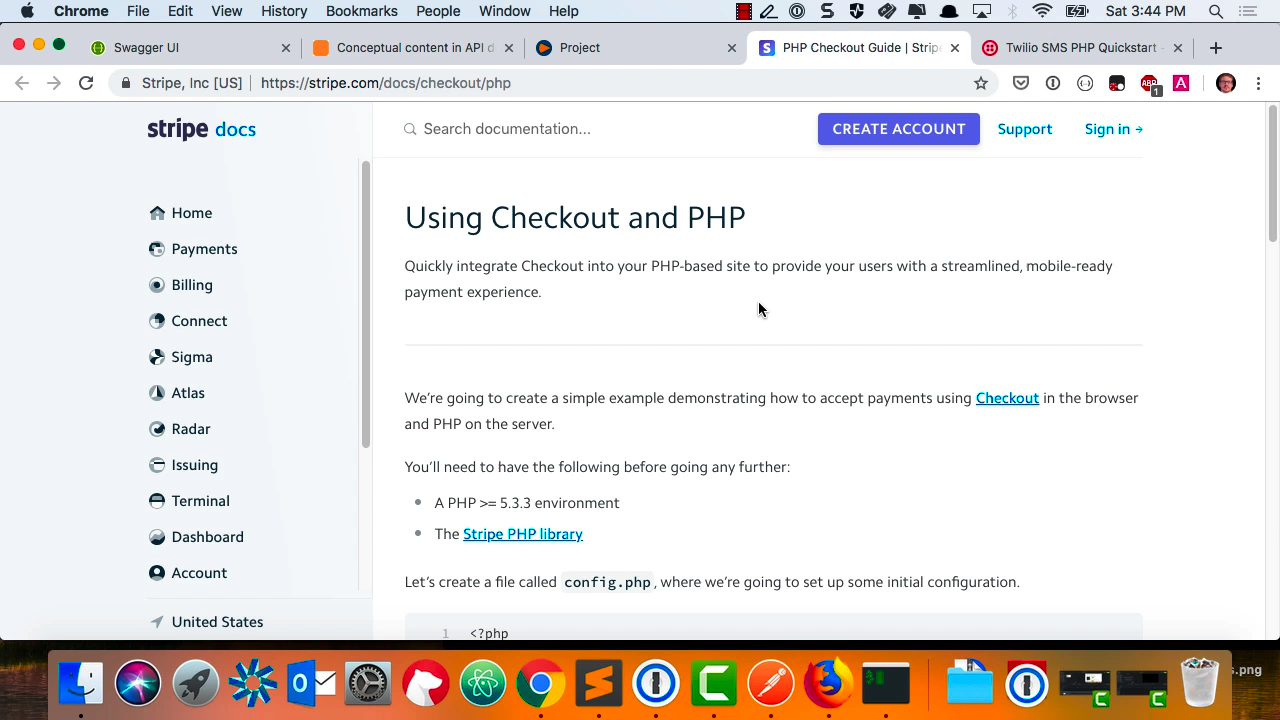 Chrome File Edit View History Bookmarks People Window Help Sat 3:44 PM
Swagger UI Conceptual content in API d Project PHP Checkout Guide | Stripe Twilio SMS PHP Quickstart -
Stripe, Inc [US] https://stripe.com/docs/checkout/php
ABP
1
A
stripe docs
Search documentation...
CREATE ACCOUNT
Support
Sign in →
Home
Payments
Billing
Connect
Sigma
Atlas
Radar
Issuing
Terminal
Dashboard
Account
United States
Using Checkout and PHP
Quickly integrate Checkout into your PHP-based site to provide your users with a streamlined, mobile-ready
payment experience.
We're going to create a simple example demonstrating how to accept payments using Checkout in the browser
and PHP on the server.
You'll need to have the following before going any further:
A PHP >= 5.3.3 environment
The Stripe PHP library
Let's create a file called config.php, where we're going to set up some initial configuration.
1 <?php
s.png